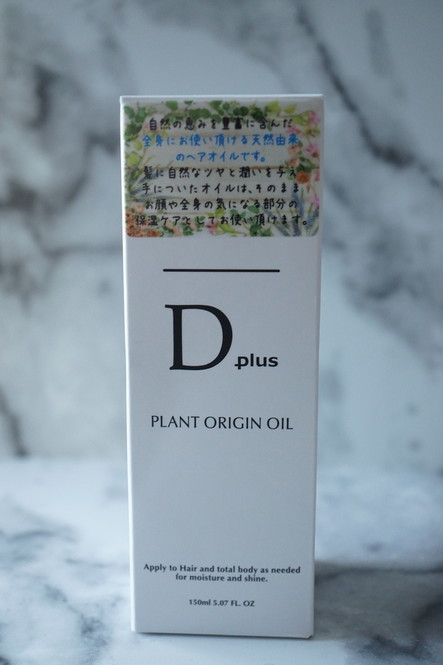 自然の恵みを豊富に含んだ
全身にお使い頂ける天然由来
のヘアオイルです。
髪に自然なツヤと潤いを与え
手についたオイルは、そのまま
お顔や全身の気になる部分の
保湿ケアとしてお使い頂けます。
D plus
PLANT ORIGIN OIL
Apply to Hair and total body as needed
for moisture and shine.
150ml 5.07 FL. OZ